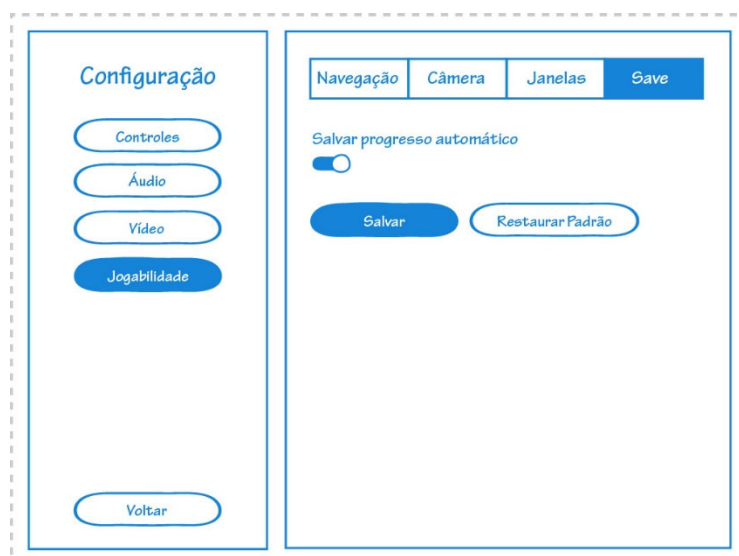 Configuração
Controles
Áudio
Vídeo
Jogabilidade
Voltar
Navegação Câmera Janelas Save
Salvar progresso automático
Salvar Restaurar Padrão